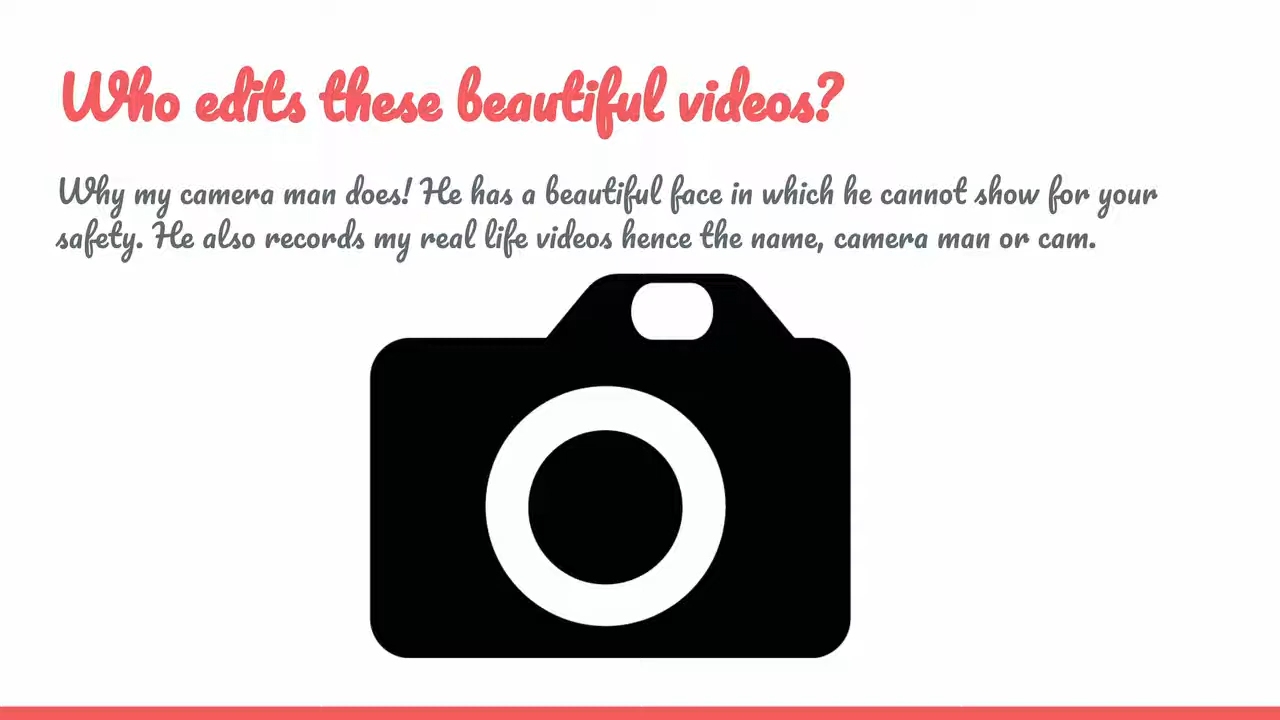 Who edits these beautiful videos?
Why my camera man does! He has a beautiful face in which he cannot show for your
safety. He also records my real life videos hence the name, camera man or cam.